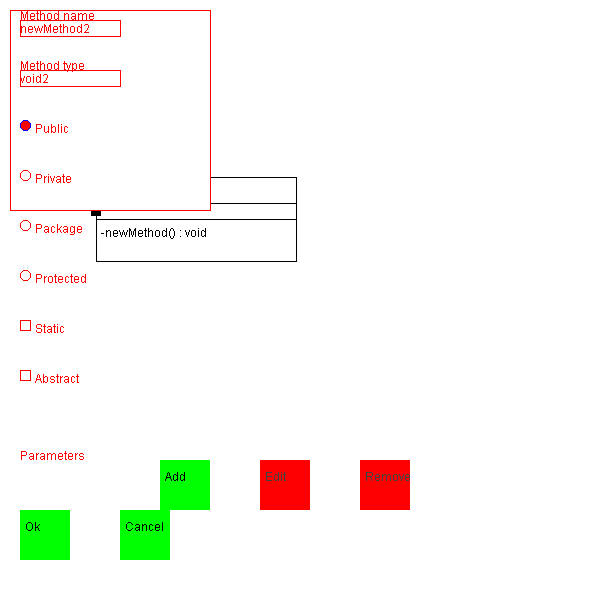 Method name
newMethod2
Method type
void2
Public
Private
Package
-newMethod() : void
Protected
Static
Abstract
Parameters
Add
Edit
Remove
Ok
Cancel